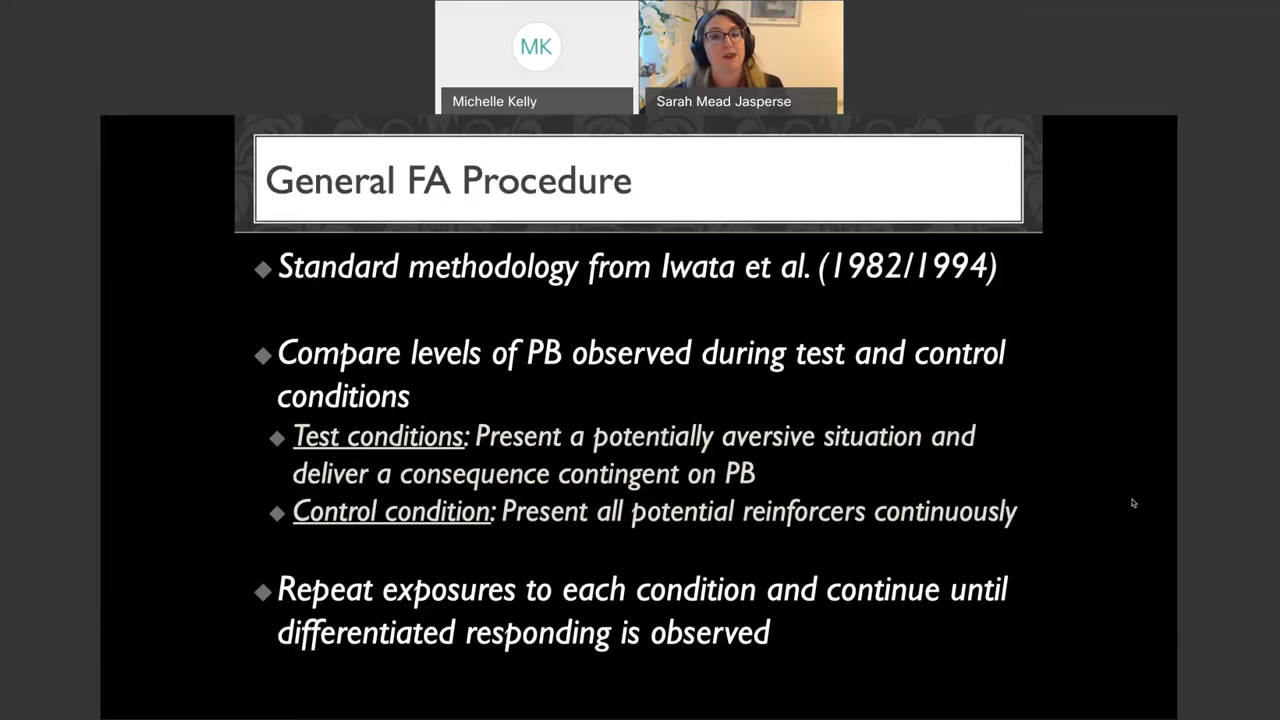 MK
Michelle Kelly
Sarah Mead Jasperse
General FA Procedure
Standard methodology from Iwata et al. (1982/1994)
Compare levels of PB observed during test and control
conditions
Test conditions: Present a potentially aversive situation and
deliver a consequence contingent on PB
Control condition: Present all potential reinforcers continuously
Repeat exposures to each condition and continue until
differentiated responding is observed